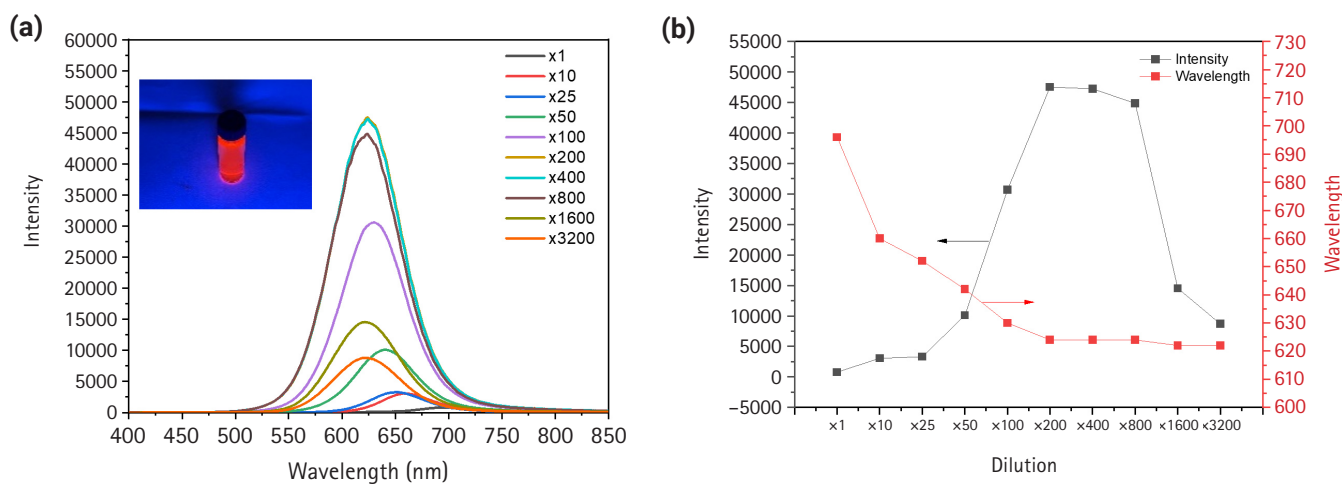 (a)
60000
55000
50000
45000
40000
35000
30000
25000
20000
15000
10000
5000
0
Intensity
400 450 500 550 600 650 700 750 800 850
Wavelength (nm)
x1
x10
x25
x50
x100
x200
x400
x800
x1600
x3200
(b)
55000
50000
45000
40000
35000
30000
25000
20000
15000
10000
5000
0
−5000
Intensity
Intensity
Wavelength
730
720
710
700
690
680
660
650
640
630
620
610
600
Wavelength
×1 ×10 ×25 ×50 ×100 ×200 ×400 ×800 ×1600 ×3200
Dilution